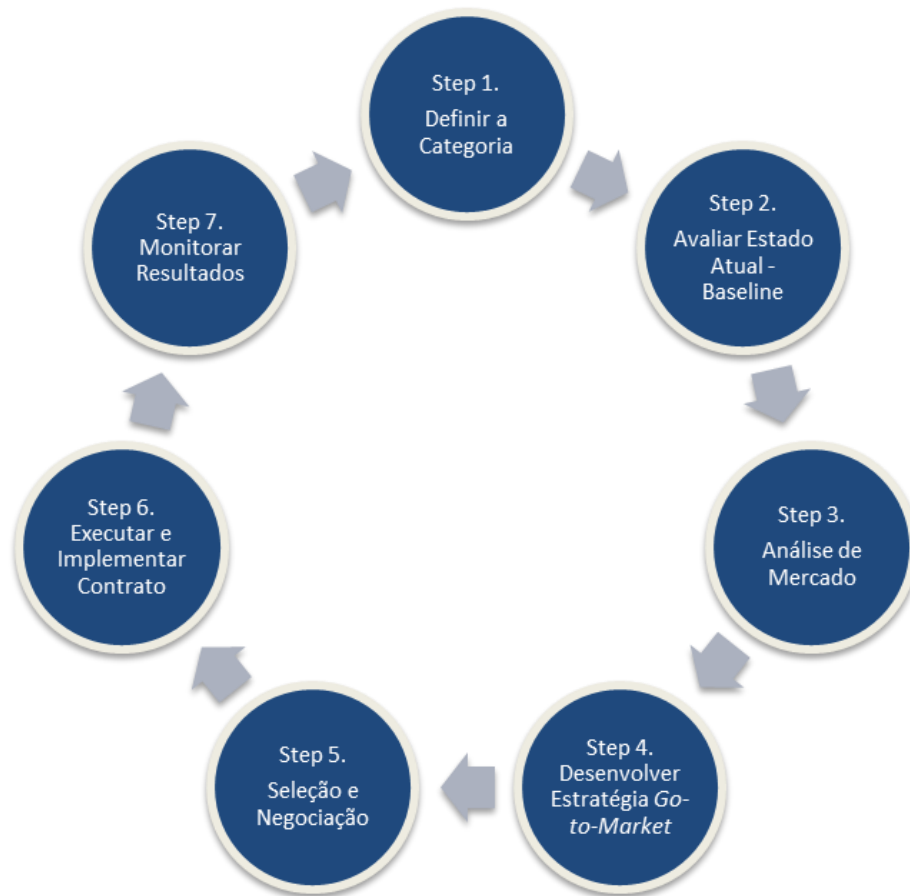 Step 1.
Definir a
Categoria
Step 2.
Avaliar Estado
Atual -
Baseline
Step 3.
Análise de
Mercado
Step 4.
Desenvolver
Estratégia Go-
to-Market
Step 5.
Seleção e
Negociação
Step 6.
Executar e
Implementar
Contrato
Step 7.
Monitorar
Resultados